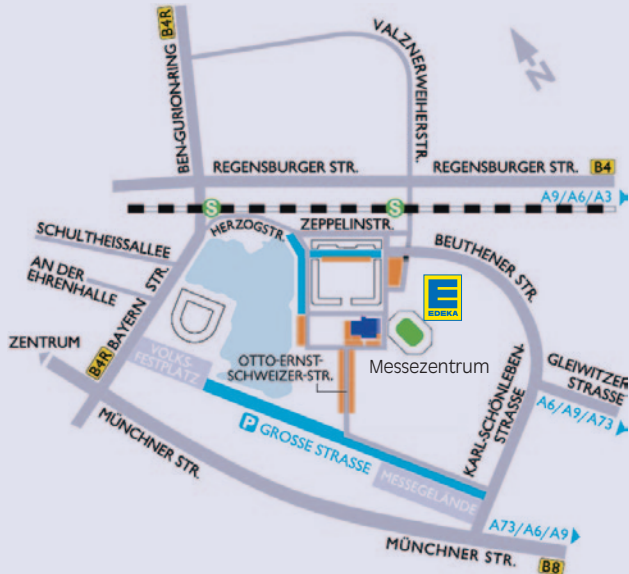 B4R
BEN-GURION-RING
VALZNERWEIHERSTR.
N
REGENSBURGER STR.
REGENSBURGER STR.
B4
A9/A6/A3
S
S
HERZOGSTR.
ZEPPELINSTR.
SCHULTHEISSALLEE
AN DER
EHRENHALLE
BAYERN STR.
B4R
BEUTHENER STR.
E
EDEKA
ZENTRUM
VOLKS-
FESTPLATZ
OTTO-ERNST-
SCHWEIZER-STR.
Messezentrum
GLEIWITZER
STRASSE
A6/A9/A73
KARL-SCHÖNLEBEN-
STRASSE
P GROSSE STRASSE
MESSEGELÄNDE
MÜNCHNER STR.
A73/A6/A9
MÜNCHNER STR.
B8